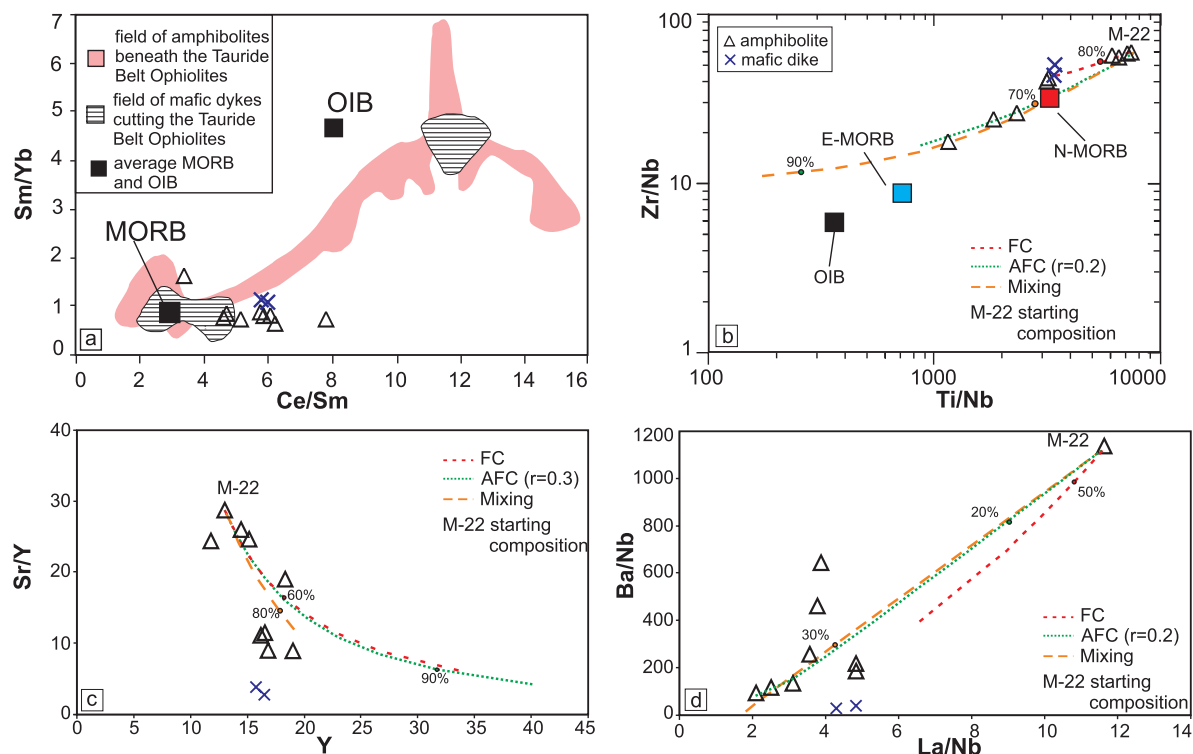 7
6
5
4
3
2
1
0
Sm/Yb
field of amphibolites
beneath the Tauride
Belt Ophiolites
field of mafic dykes
cutting the Tauride
Belt Ophiolites
average MORB
and OIB
OIB
MORB
a
0 2 4 6 8 10 12 14 16
Ce/Sm
100
10
1
Zr/Nb
amphibolite
mafic dike
M-22
80%
70%
90%
E-MORB
N-MORB
OIB
FC
AFC (r=0.2)
Mixing
M-22 starting
composition
b
100 1000 10000
Ti/Nb
40
30
20
10
0
Sr/Y
M-22
FC
AFC (r=0.3)
Mixing
M-22 starting
composition
60%
80%
90%
c
0 5 10 15 20 25 30 35 40 45
Y
1200
1000
800
600
400
200
0
Ba/Nb
M-22
50%
20%
30%
FC
AFC (r=0.2)
Mixing
M-22 starting
composition
d
0 2 4 6 8 10 12 14
La/Nb